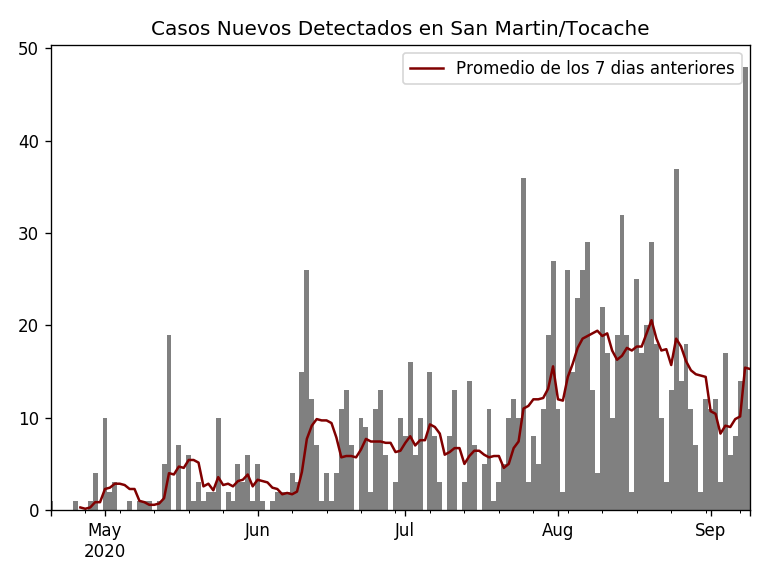 Casos Nuevos Detectados en San Martin/Tocache
Promedio de los 7 dias anteriores
50
40
30
20
10
0
May Jun Jul Aug Sep
2020